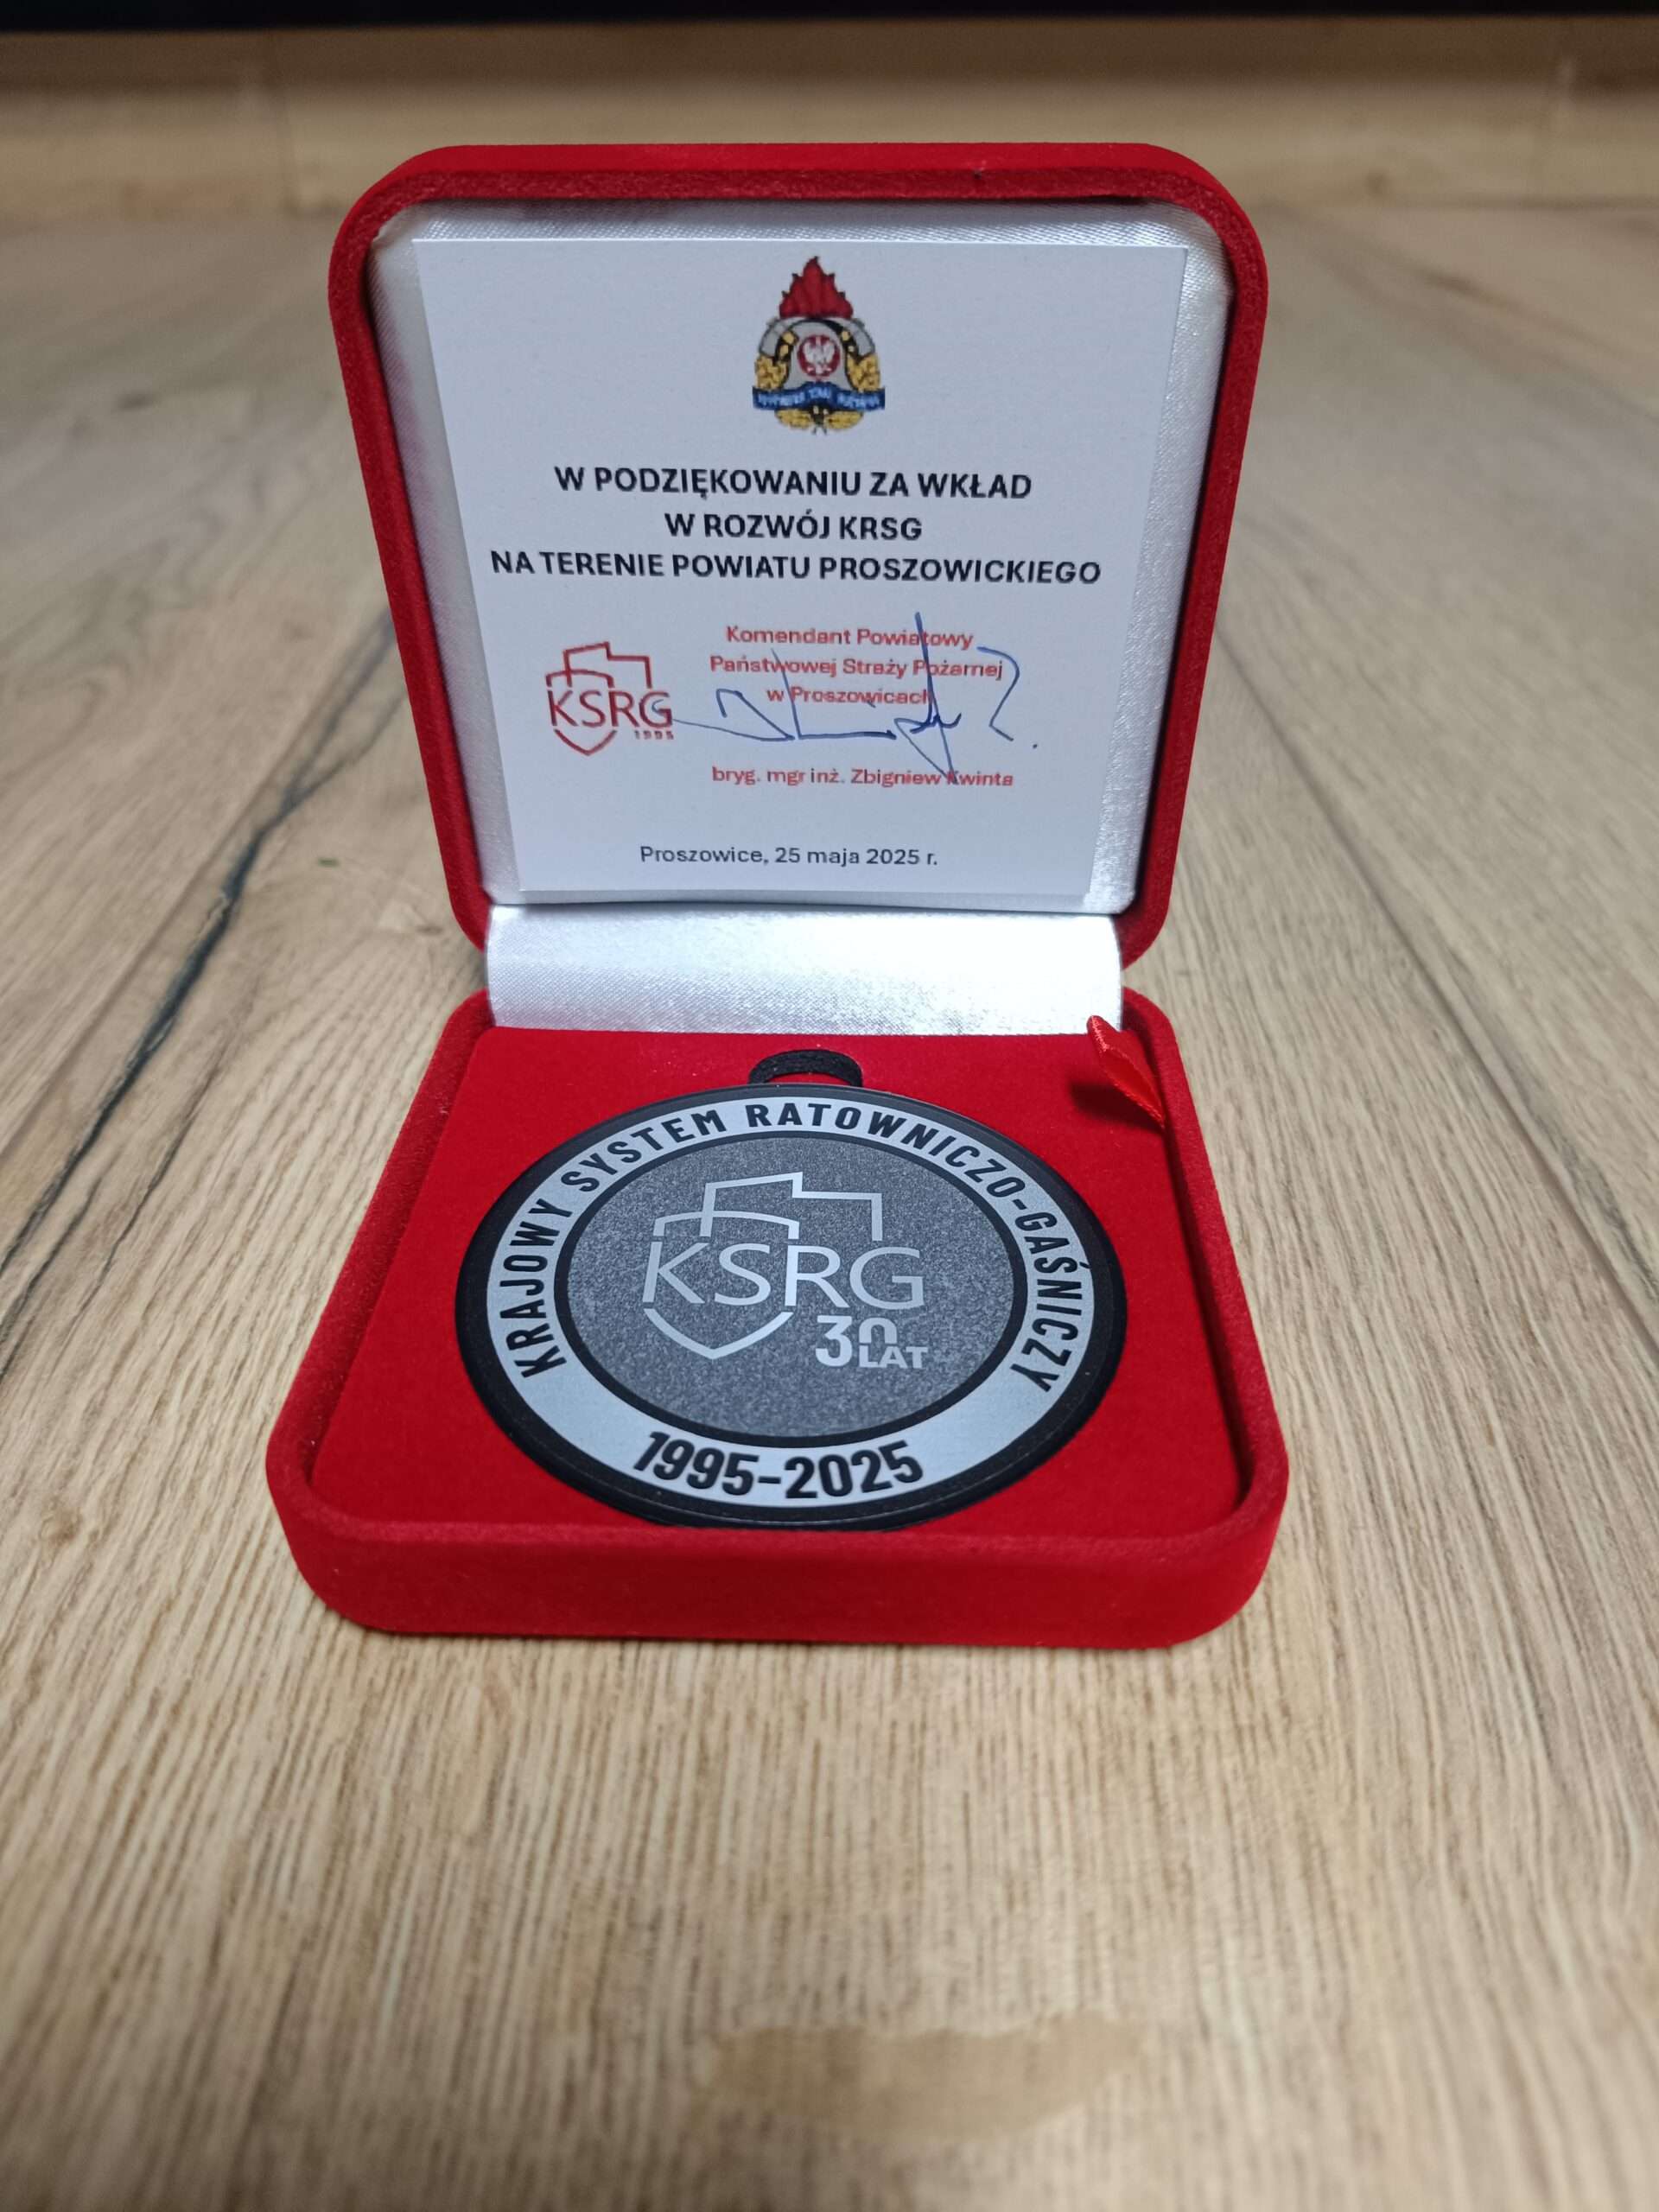 W PODZIĘKOWANIU ZA WKŁAD
W ROZWÓJ KRSG
NA TERENIE POWIATU PROSZOWICKIEGO
KSRG
1995
Komendant Powiatowy
Państwowej Straży Pożarnej
w Proszowicach
bryg. mgr inż. Zbigniew Kwinta
Proszowice, 25 maja 2025 r.
KRAJOWY SYSTEM RATOWNICZO-GAŚNICZY
KSRG
30 LAT
1995-2025